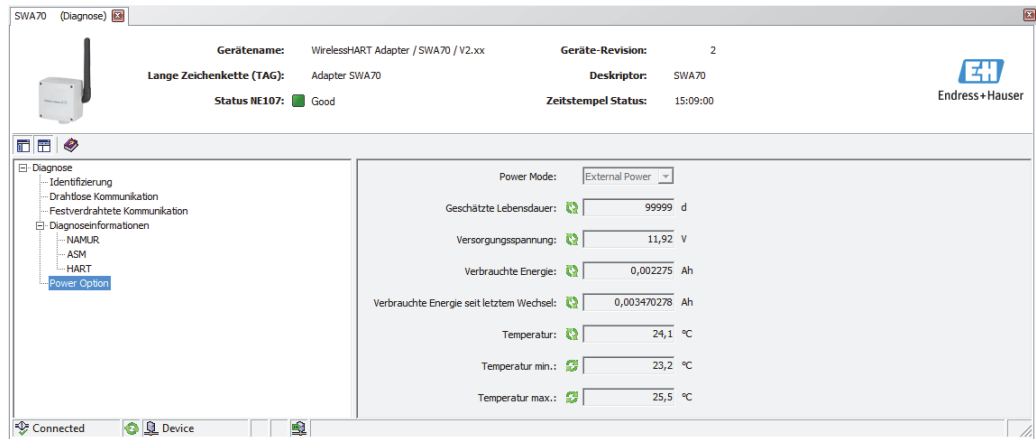 SWA70 (Diagnose)
Gerätename: WirelessHART Adapter / SWA70 / V2.xx Geräte-Revision: 2
Lange Zeichenkette (TAG): Adapter SWA70 Deskriptor: SWA70
Status NE107: Good Zeitstempel Status: 15:09:00
Endress+Hauser
Diagnose
Identifizierung
Drahtlose Kommunikation
Festverdrahtete Kommunikation
Diagnoseinformationen
NAMUR
ASM
HART
Power Option
Power Mode: External Power
Geschätzte Lebensdauer: 99999 d
Versorgungsspannung: 11,92 V
Verbrauchte Energie: 0,002275 Ah
Verbrauchte Energie seit letztem Wechsel: 0,003470278 Ah
Temperatur: 24,1 °C
Temperatur min.: 23,2 °C
Temperatur max.: 25,5 °C
Connected Device